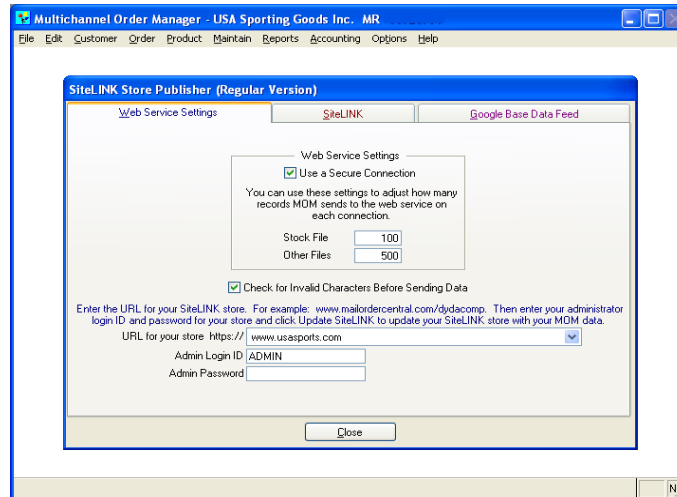 Multichannel Order Manager - USA Sporting Goods Inc. MR
File Edit Customer Order Product Maintain Reports Accounting Options Help
SiteLINK Store Publisher (Regular Version)
Web Service Settings SiteLINK Google Base Data Feed
Web Service Settings
Use a Secure Connection
You can use these settings to adjust how many
records MOM sends to the web service on
each connection.
Stock File 100
Other Files 500
Check for Invalid Characters Before Sending Data
Enter the URL for your SiteLINK store. For example: www.mailordercentral.com/dydacomp. Then enter your administrator
login ID and password for your store and click Update SiteLINK to update your SiteLINK store with your MOM data.
URL for your store https:// www.usasports.com
Admin Login ID ADMIN
Admin Password
Close
N